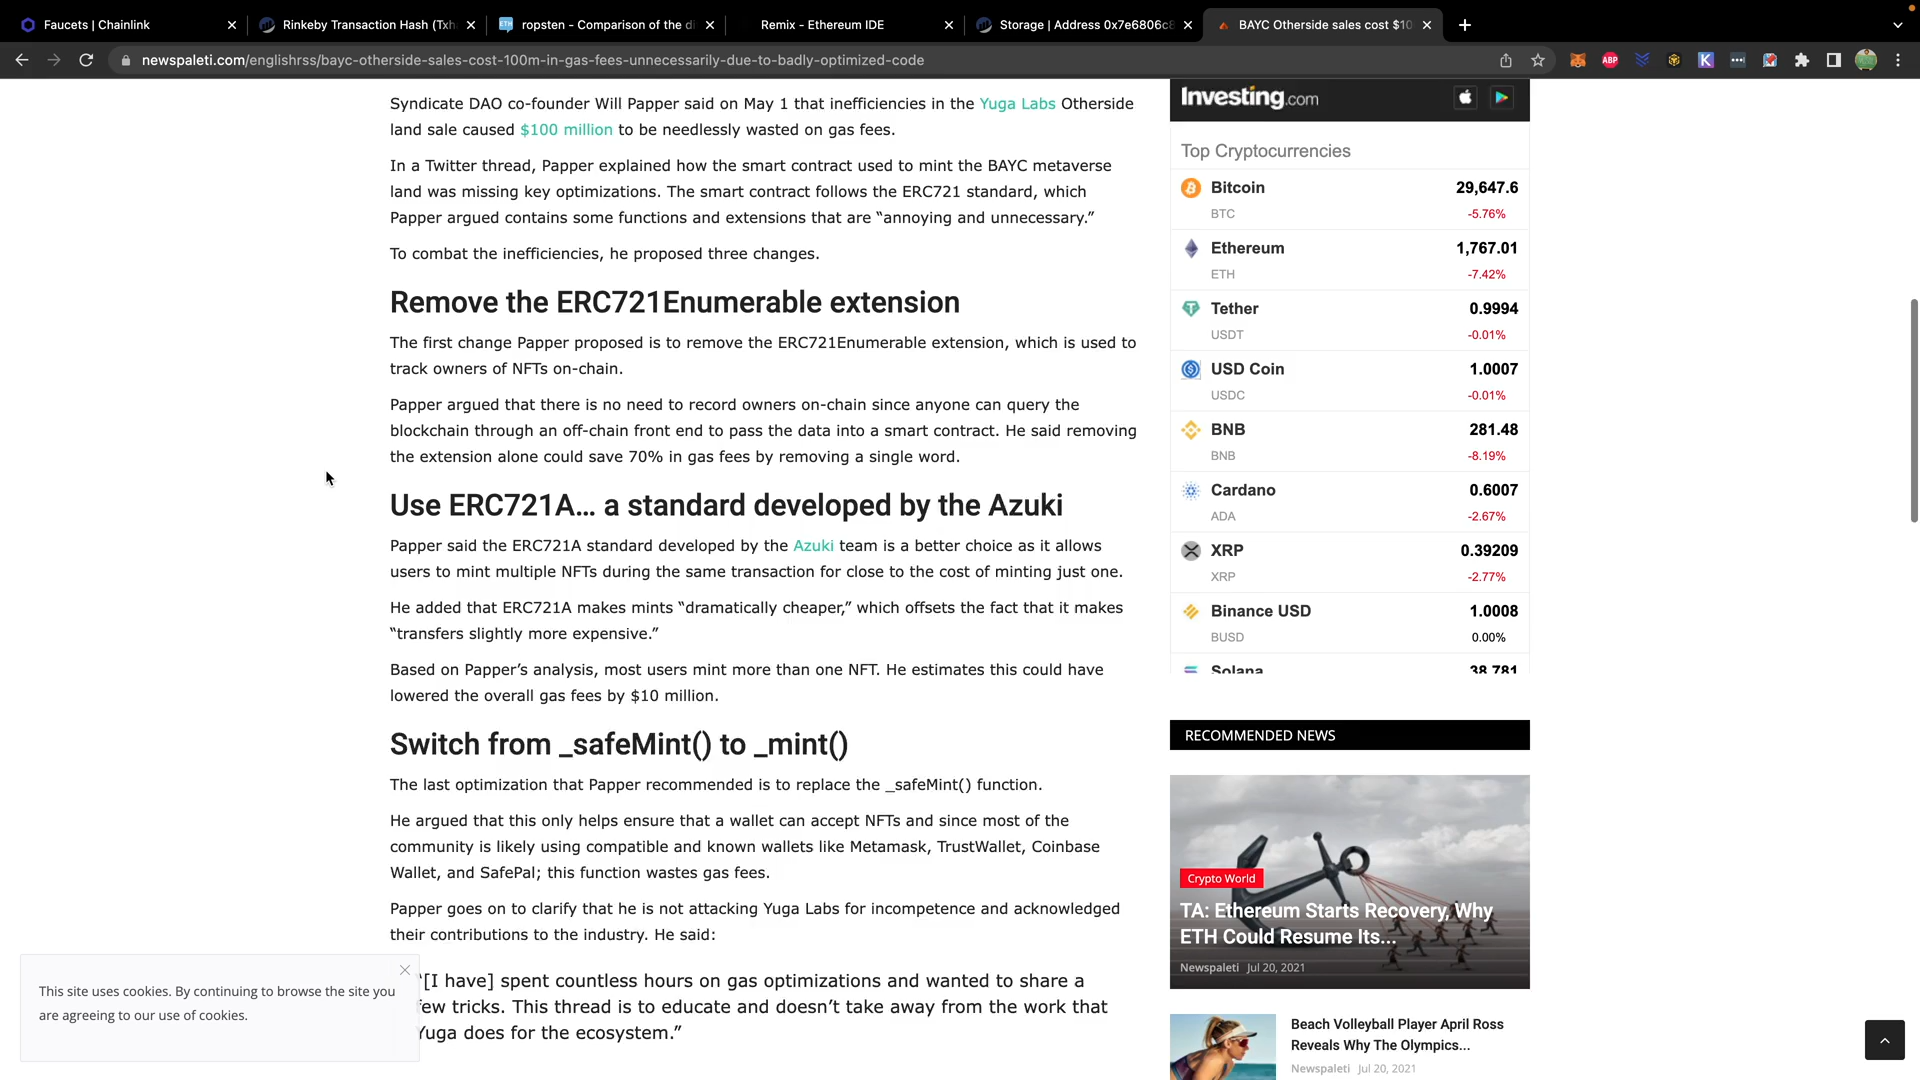 Faucets | Chainlink
Rinkeby Transaction Hash (Txh
ropsten - Comparison of the di
Remix - Ethereum IDE
Storage | Address 0x7e6806c8
BAYC Otherside sales cost $10
newspaleti.com/englishrss/bayc-otherside-sales-cost-100m-in-gas-fees-unnecessarily-due-to-badly-optimized-code
Syndicate DAO co-founder Will Papper said on May 1 that inefficiencies in the Yuga Labs Otherside
land sale caused $100 million to be needlessly wasted on gas fees.
In a Twitter thread, Papper explained how the smart contract used to mint the BAYC metaverse
land was missing key optimizations. The smart contract follows the ERC721 standard, which
Papper argued contains some functions and extensions that are “annoying and unnecessary.”
To combat the inefficiencies, he proposed three changes.
Remove the ERC721Enumerable extension
The first change Papper proposed is to remove the ERC721Enumerable extension, which is used to
track owners of NFTs on-chain.
Papper argued that there is no need to record owners on-chain since anyone can query the
blockchain through an off-chain front end to pass the data into a smart contract. He said removing
the extension alone could save 70% in gas fees by removing a single word.
Use ERC721A... a standard developed by the Azuki
Papper said the ERC721A standard developed by the Azuki team is a better choice as it allows
users to mint multiple NFTs during the same transaction for close to the cost of minting just one.
He added that ERC721A makes mints “dramatically cheaper,” which offsets the fact that it makes
“transfers slightly more expensive.”
Based on Papper’s analysis, most users mint more than one NFT. He estimates this could have
lowered the overall gas fees by $10 million.
Switch from _safeMint() to _mint()
The last optimization that Papper recommended is to replace the _safeMint() function.
He argued that this only helps ensure that a wallet can accept NFTs and since most of the
community is likely using compatible and known wallets like Metamask, TrustWallet, Coinbase
Wallet, and SafePal; this function wastes gas fees.
Papper goes on to clarify that he is not attacking Yuga Labs for incompetence and acknowledged
their contributions to the industry. He said:
“[I have] spent countless hours on gas optimizations and wanted to share a
few tricks. This thread is to educate and doesn’t take away from the work that
Yuga does for the ecosystem.”
This site uses cookies. By continuing to browse the site you
are agreeing to our use of cookies.
Investing.com
Top Cryptocurrencies
Bitcoin 29,647.6
BTC -5.76%
Ethereum 1,767.01
ETH -7.42%
Tether 0.9994
USDT -0.01%
USD Coin 1.0007
USDC -0.01%
BNB 281.48
BNB -8.19%
Cardano 0.6007
ADA -2.67%
XRP 0.39209
XRP -2.77%
Binance USD 1.0008
BUSD 0.00%
Solana 38.781
RECOMMENDED NEWS
Crypto World
TA: Ethereum Starts Recovery, Why
ETH Could Resume Its...
Newspaleti Jul 20, 2021
Beach Volleyball Player April Ross
Reveals Why The Olympics...
Newspaleti Jul 20, 2021
ABP
K
ETH